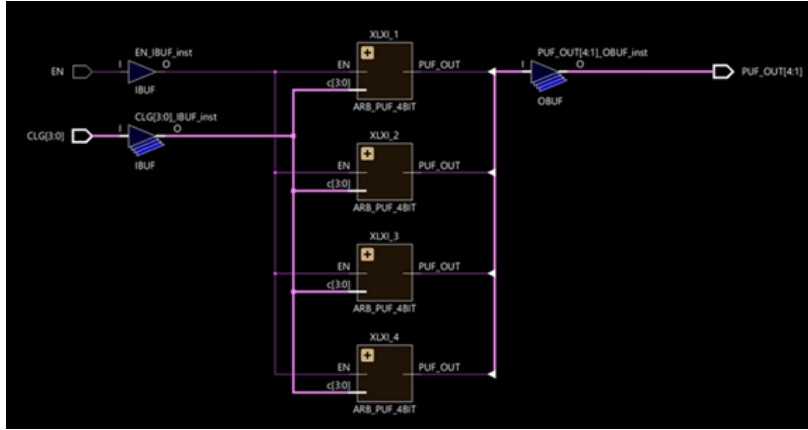 XLXI_1
EN_IBUF_inst
PUF_OUT[4:1]_OBUF_inst
EN I O EN PUF_OUT I O PUF_OUT[4:1]
IBUF c[3:0] OBUF
ARB_PUF_4BIT
CLG[3:0]_IBUF_inst
CLG[3:0] I O
XLXI_2
IBUF
EN PUF_OUT
c[3:0]
ARB_PUF_4BIT
XLXI_3
EN PUF_OUT
c[3:0]
ARB_PUF_4BIT
XLXI_4
EN PUF_OUT
c[3:0]
ARB_PUF_4BIT